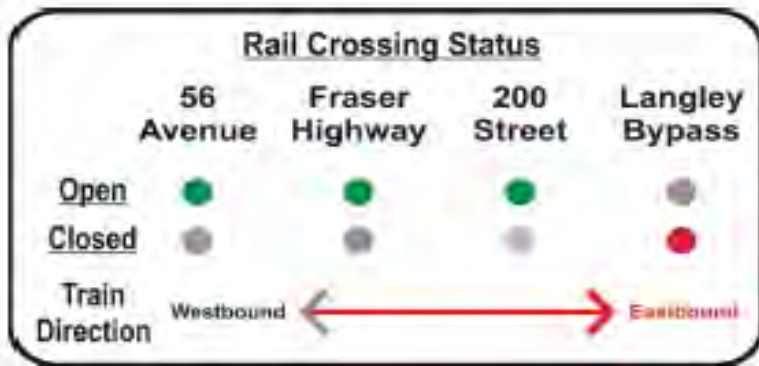 Rail Crossing Status
56 Avenue
Fraser Highway
200 Street
Langley Bypass
Open
Closed
Train Direction
Westbound
Eastbound